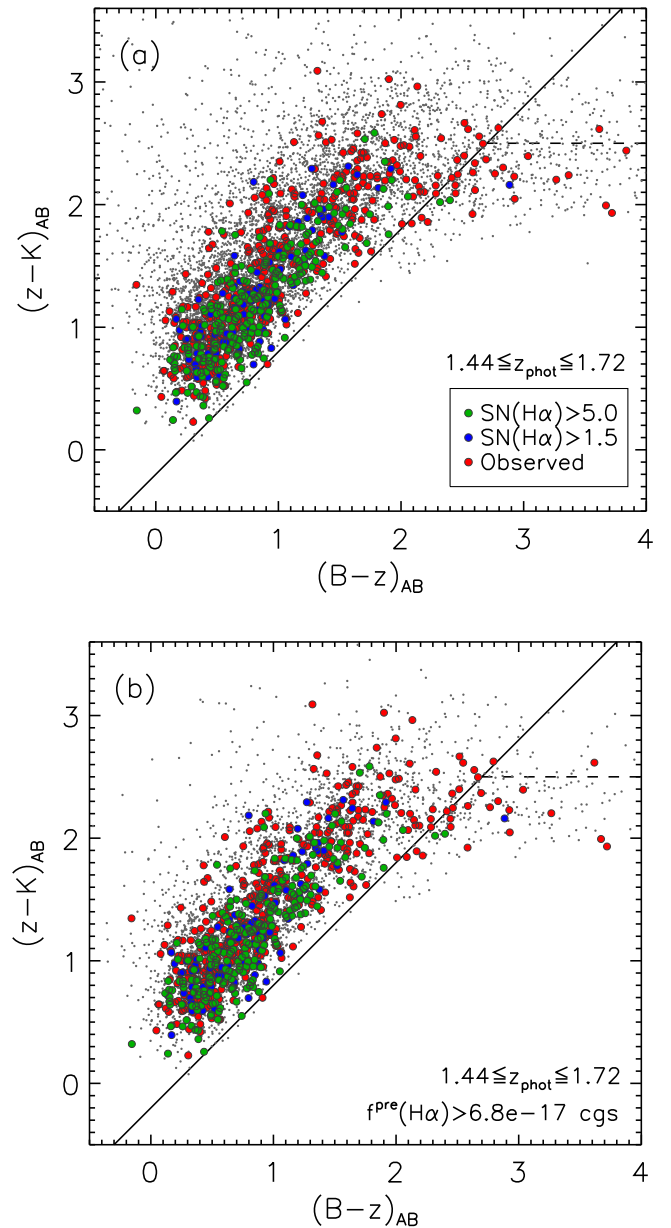 (a)
3
2
1
0
(z−K)AB
1.44≦zphot≦1.72
SN(Hα)>5.0
SN(Hα)>1.5
Observed
0 1 2 3 4
(B−z)AB
(b)
3
2
1
0
(z−K)AB
1.44≦zphot≦1.72
fpre(Hα)>6.8e−17 cgs
0 1 2 3 4
(B−z)AB